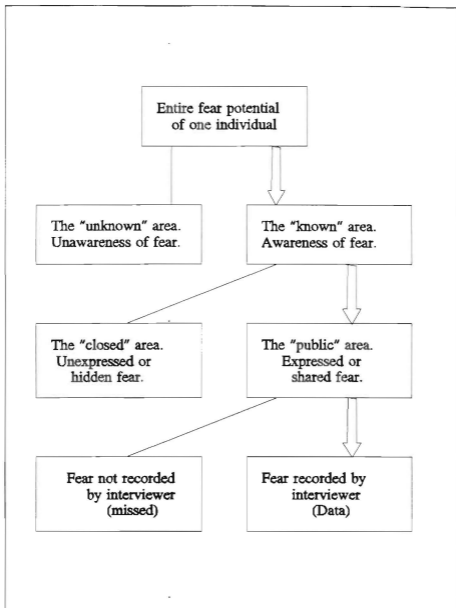 Entire fear potential
of one individual
The "unknown" area.
Unawareness of fear.
The "known" area.
Awareness of fear.
The "closed" area.
Unexpressed or
hidden fear.
The "public" area.
Expressed or
shared fear.
Fear not recorded
by interviewer
(missed)
Fear recorded by
interviewer
(Data)